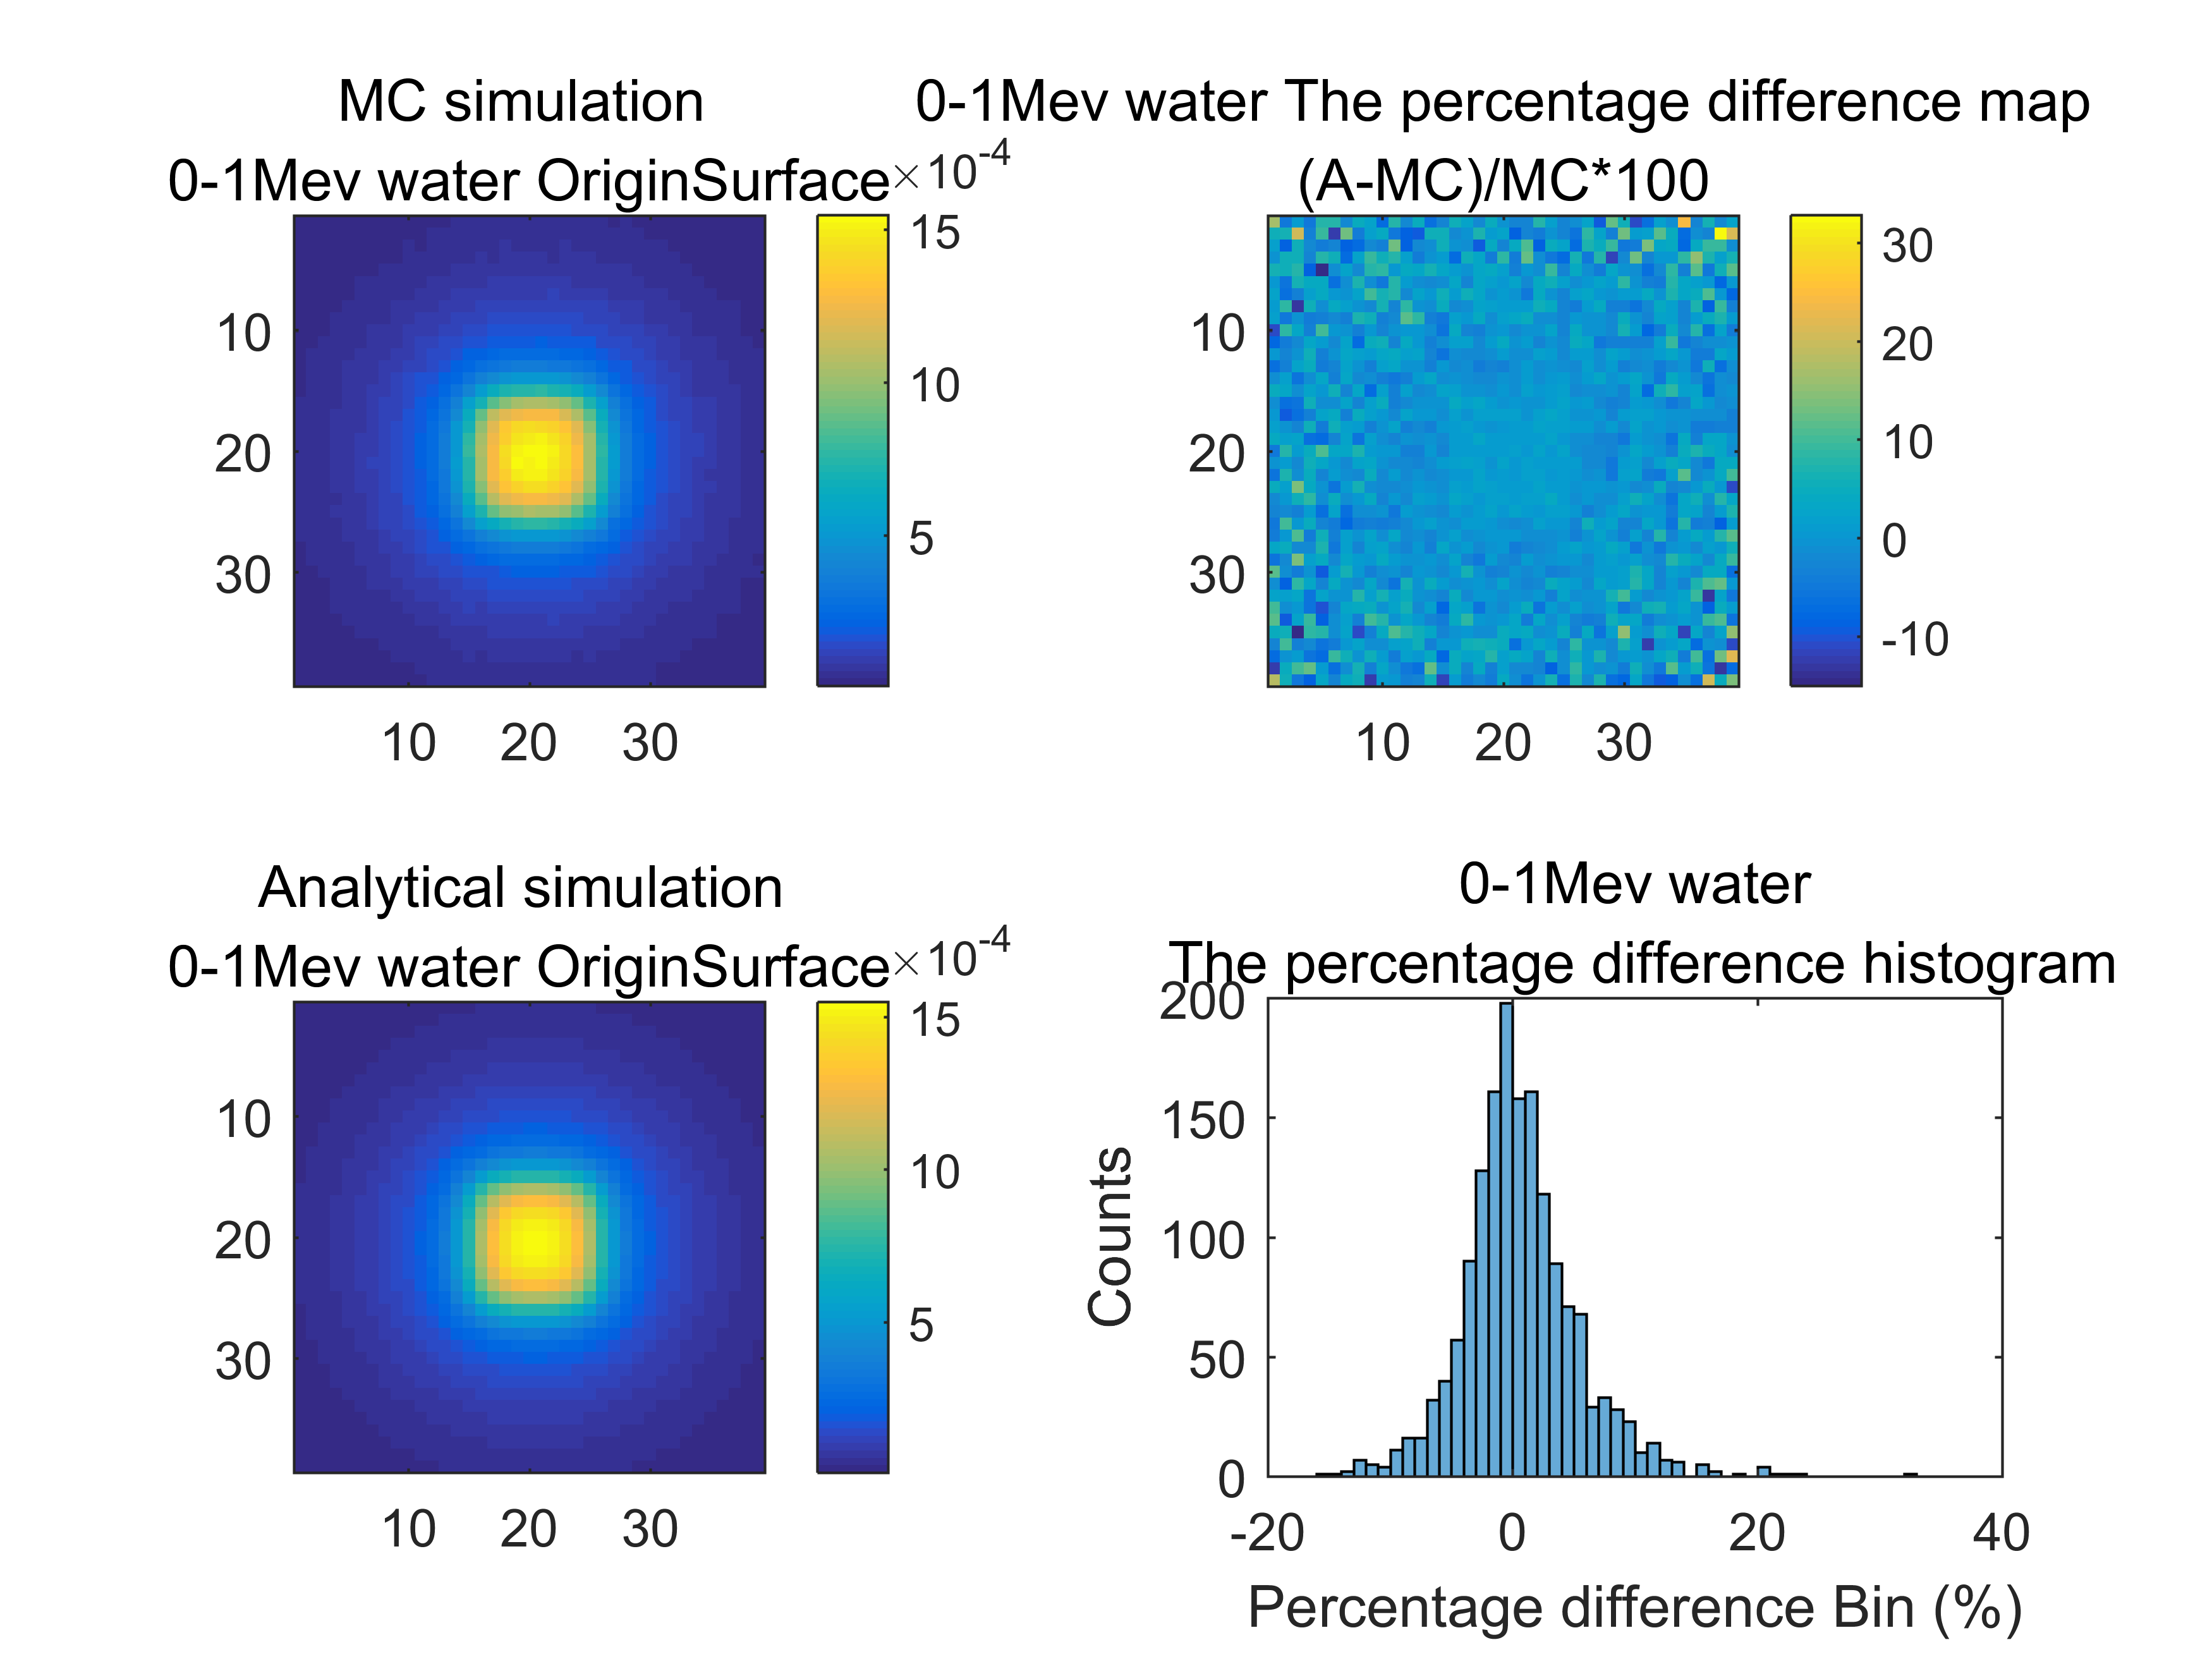 MC simulation
0-1Mev water OriginSurface
×10-4
15
10
5
10
20
30
10 20 30
0-1Mev water The percentage difference map
(A-MC)/MC*100
30
20
10
0
-10
10
20
30
10 20 30
Analytical simulation
0-1Mev water OriginSurface
×10-4
15
10
5
10
20
30
10 20 30
0-1Mev water
The percentage difference histogram
200
150
100
50
0
Counts
-20 0 20 40
Percentage difference Bin (%)